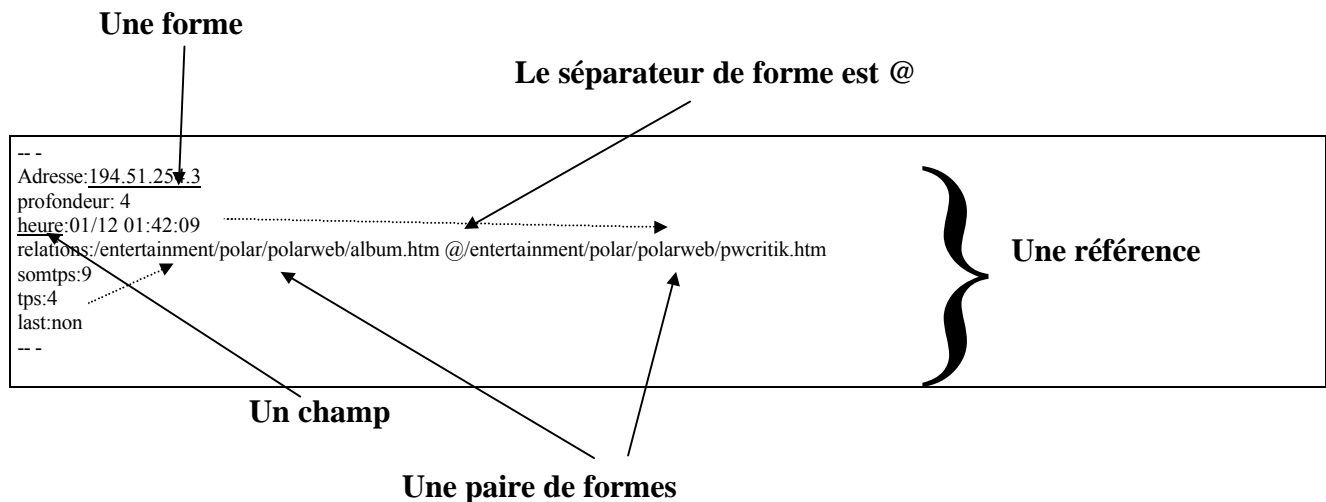 Une forme
Le séparateur de forme est @
-- -
Adresse:194.51.254.3
profondeur: 4
heure:01/12 01:42:09
relations:/entertainment/polar/polarweb/album.htm @/entertainment/polar/polarweb/pwcritik.htm
somtps:9
tps:4
last:non
-- -
Une référence
Un champ
Une paire de formes